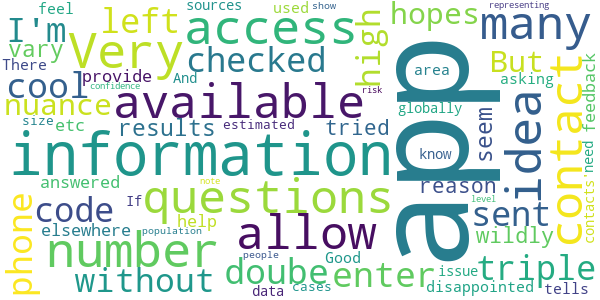 feel sources used show representing
I'm left access many hopes
There vary Very high
checked area But
cool provide And asking
nuance confidence available risk globally feedback
size etc results estimated tried know seem idea contact
information app need
answered questions reason contacts
phone code If allow sent
elsewhere note help level
number population Good wildly
without doube people enter issue triple
data cases disappointed tells